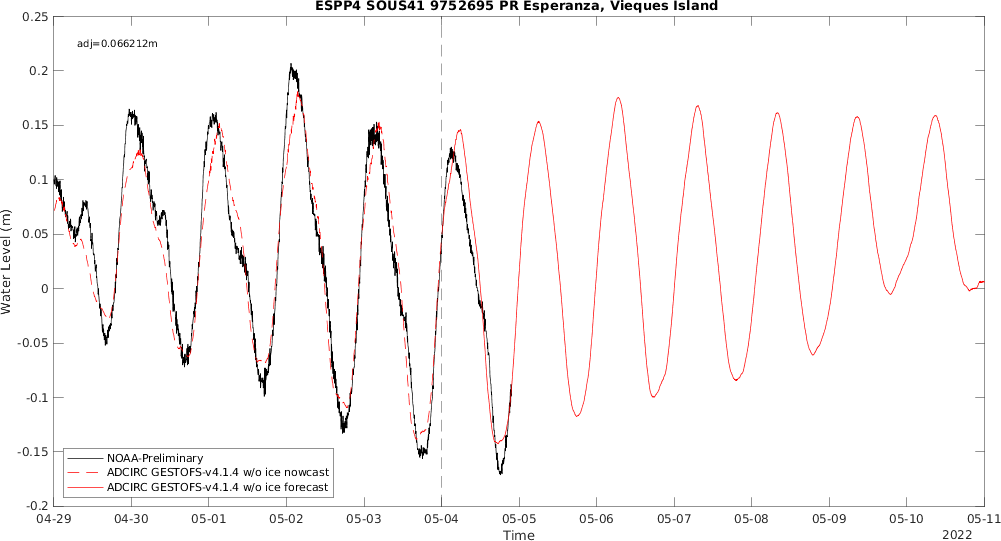 ESPP4 SOUS41 9752695 PR Esperanza, Vieques Island
adj=0.066212m
0.25
0.2
0.15
0.1
0.05
0
-0.05
-0.1
-0.15
-0.2
Water Level (m)
NOAA-Preliminary
ADCIRC GESTOFS-v4.1.4 w/o ice nowcast
ADCIRC GESTOFS-v4.1.4 w/o ice forecast
04-29 04-30 05-01 05-02 05-03 05-04 05-05 05-06 05-07 05-08 05-09 05-10 05-11
Time
2022